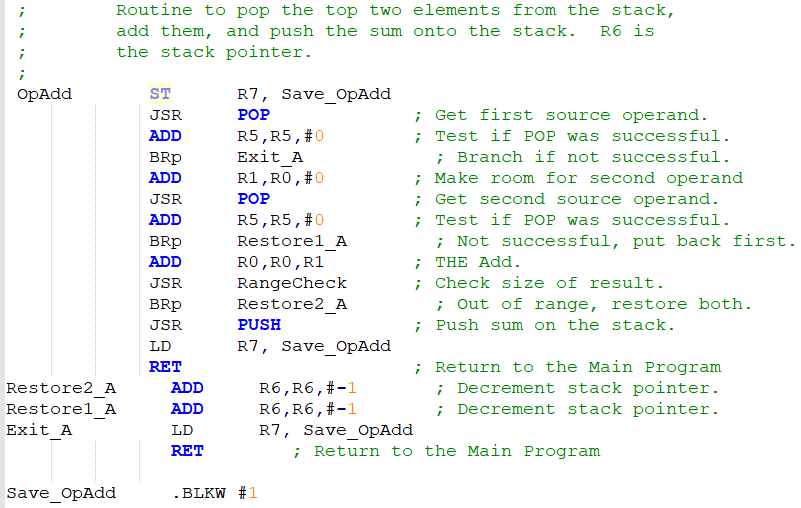 ;        Routine to pop the top two elements from the stack,
;        add them, and push the sum onto the stack.  R6 is
;        the stack pointer.
;
OpAdd       ST      R7, Save_OpAdd
            JSR     POP             ; Get first source operand.
            ADD     R5,R5,#0        ; Test if POP was successful.
            BRp     Exit_A            ; Branch if not successful.
            ADD     R1,R0,#0        ; Make room for second operand
            JSR     POP             ; Get second source operand.
            ADD     R5,R5,#0        ; Test if POP was successful.
            BRp     Restore1_A        ; Not successful, put back first.
            ADD     R0,R0,R1        ; THE Add.
            JSR     RangeCheck      ; Check size of result.
            BRp     Restore2_A        ; Out of range, restore both.
            JSR     PUSH            ; Push sum on the stack.
            LD      R7, Save_OpAdd
            RET                     ; Return to the Main Program
Restore2_A     ADD     R6,R6,#-1       ; Decrement stack pointer.
Restore1_A     ADD     R6,R6,#-1       ; Decrement stack pointer.
Exit_A         LD      R7, Save_OpAdd
               RET        ; Return to the Main Program
Save_OpAdd     .BLKW #1